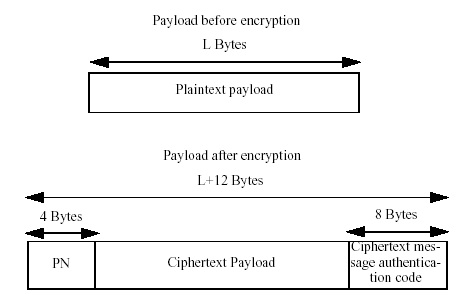 Payload before encryption
L Bytes
Plaintext payload
Payload after encryption
L+12 Bytes
4 Bytes
8 Bytes
PN
Ciphertext Payload
Ciphertext mes-
sage authentica-
tion code